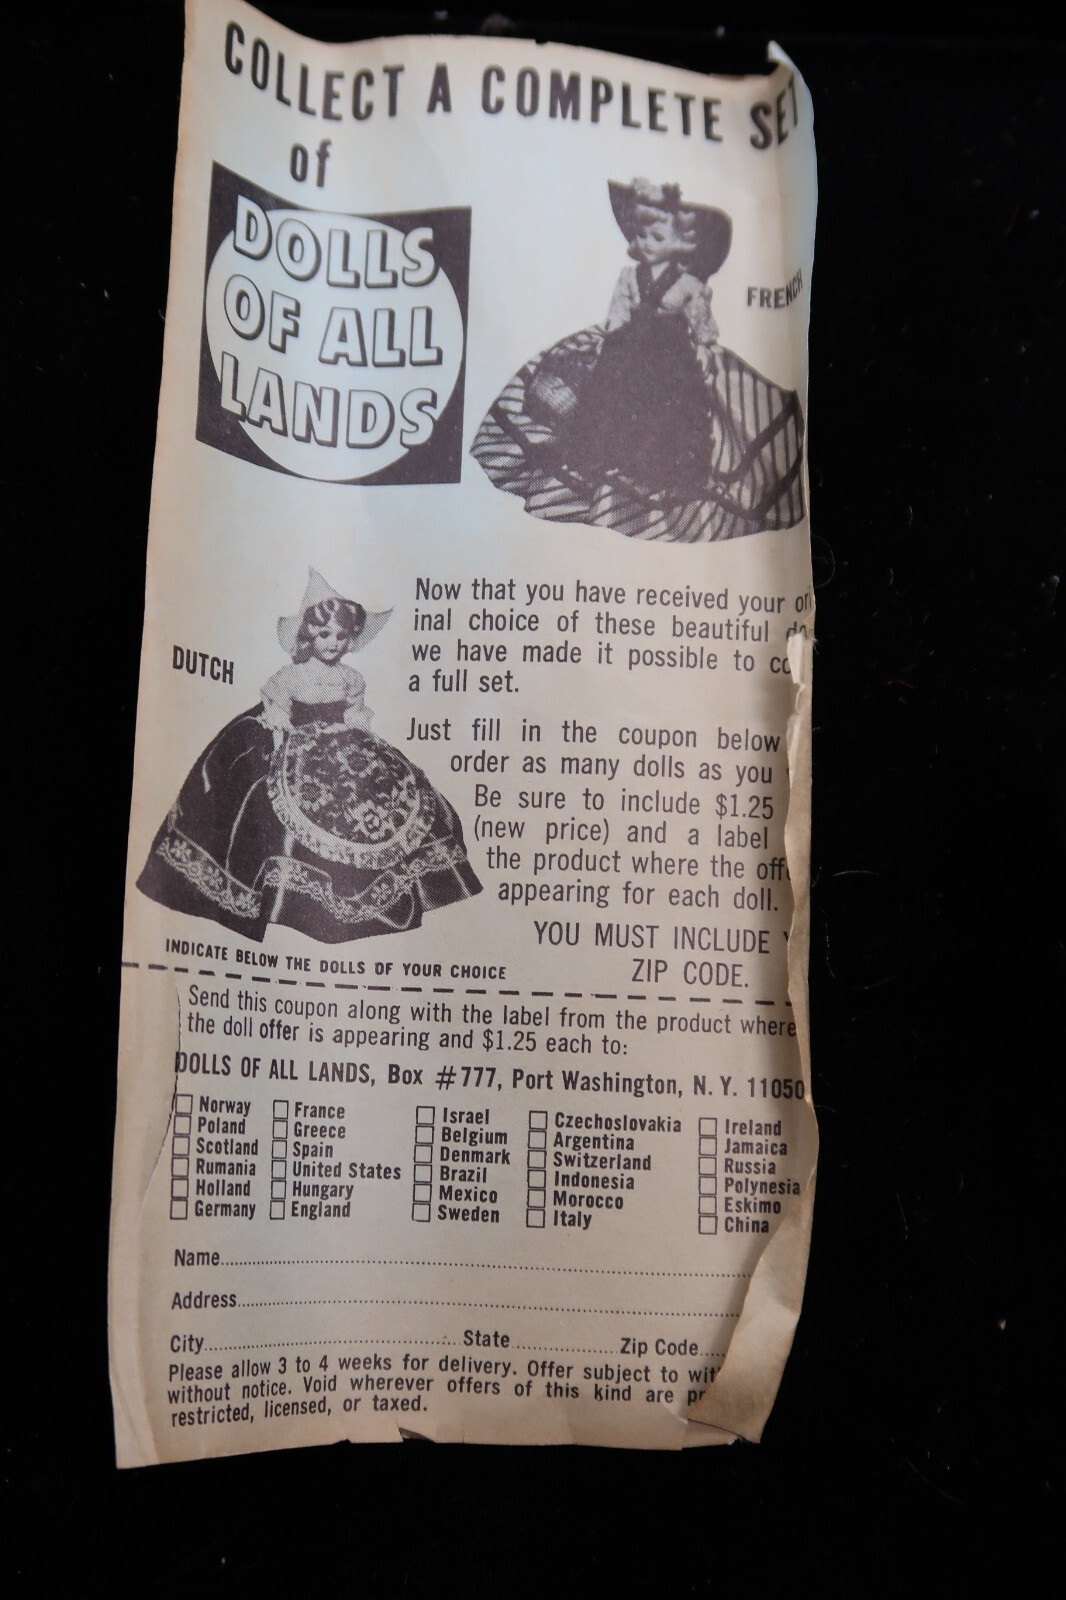 COLLECT A COMPLETE SET
of
DOLLS
OF ALL
LANDS
FRENCH
DUTCH
Now that you have received your
inal choice of these beautiful
we have made it possible to
a full set.
Just fill in the coupon below
order as many dolls as you
Be sure to include $1.25
(new price) and a label
the product where the
appearing for each doll.
YOU MUST INCLUDE
ZIP CODE.
INDICATE BELOW THE DOLLS OF YOUR CHOICE
Send this coupon along with the label from the product where
the doll offer is appearing and $1.25 each to:
DOLLS OF ALL LANDS, Box #777, Port Washington, N. Y. 11050
Norway France Israel Czechoslovakia Ireland
Poland Greece Belgium Argentina Jamaica
Scotland Spain Denmark Switzerland Russia
Rumania United States Brazil Indonesia Polynesia
Holland Hungary Mexico Morocco Eskimo
Germany England Sweden Italy China
Name
Address
City State Zip Code
Please allow 3 to 4 weeks for delivery. Offer subject to
without notice. Void wherever offers of this kind are
restricted, licensed, or taxed.